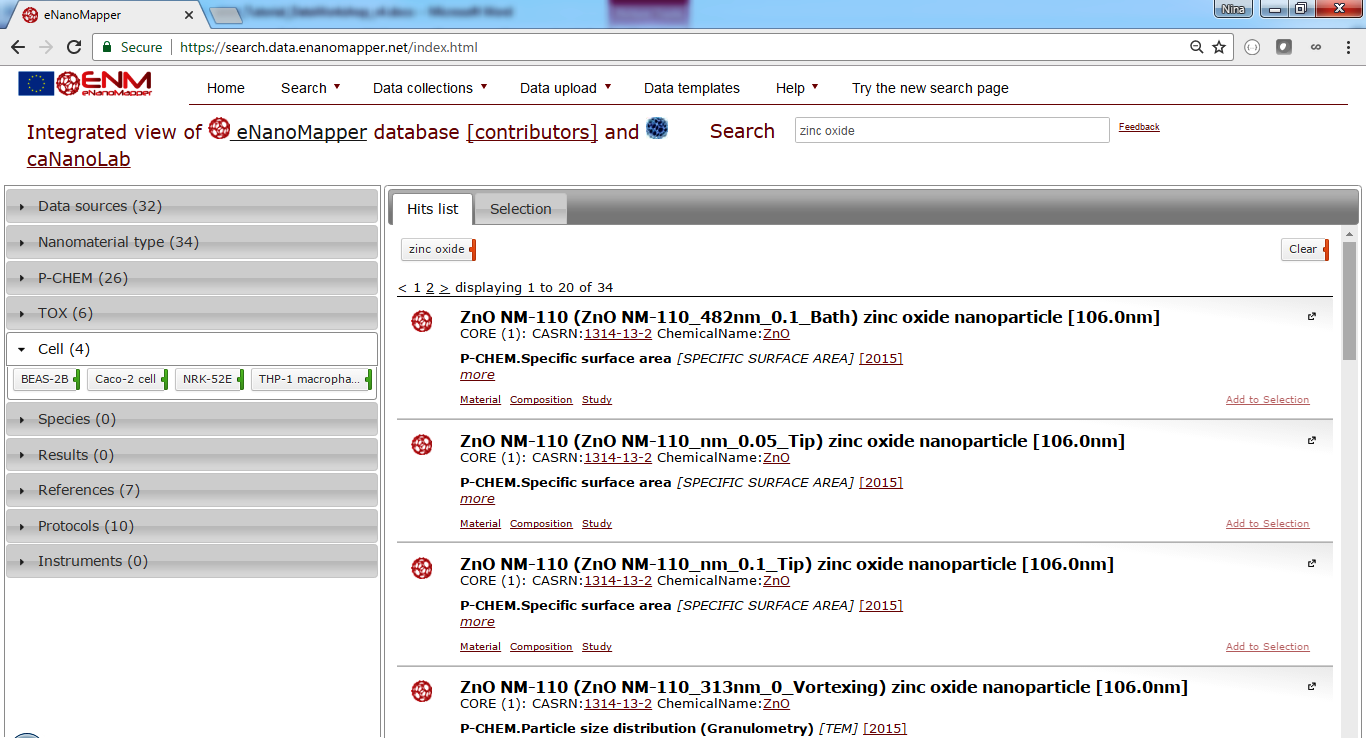 Tutorial_DataWorkshop_v4.docx - Microsoft Word
eNanoMapper
Nina
Secure
https://search.data.enanomapper.net/index.html
ENM
eNanoMapper
Home
Search
Data collections
Data upload
Data templates
Help
Try the new search page
Integrated view of eNanoMapper database [contributors] and
caNanoLab
Search
zinc oxide
Feedback
Data sources (32)
Nanomaterial type (34)
P-CHEM (26)
TOX (6)
Cell (4)
BEAS-2B
Caco-2 cell
NRK-52E
THP-1 macropha...
Species (0)
Results (0)
References (7)
Protocols (10)
Instruments (0)
Hits list
Selection
zinc oxide
Clear
< 1 2 > displaying 1 to 20 of 34
ZnO NM-110 (ZnO NM-110_482nm_0.1_Bath) zinc oxide nanoparticle [106.0nm]
CORE (1): CASRN:1314-13-2 ChemicalName:ZnO
P-CHEM.Specific surface area [SPECIFIC SURFACE AREA] [2015]
more
Material Composition Study
Add to Selection
ZnO NM-110 (ZnO NM-110_nm_0.05_Tip) zinc oxide nanoparticle [106.0nm]
CORE (1): CASRN:1314-13-2 ChemicalName:ZnO
P-CHEM.Specific surface area [SPECIFIC SURFACE AREA] [2015]
more
Material Composition Study
Add to Selection
ZnO NM-110 (ZnO NM-110_nm_0.1_Tip) zinc oxide nanoparticle [106.0nm]
CORE (1): CASRN:1314-13-2 ChemicalName:ZnO
P-CHEM.Specific surface area [SPECIFIC SURFACE AREA] [2015]
more
Material Composition Study
Add to Selection
ZnO NM-110 (ZnO NM-110_313nm_0_Vortexing) zinc oxide nanoparticle [106.0nm]
CORE (1): CASRN:1314-13-2 ChemicalName:ZnO
P-CHEM.Particle size distribution (Granulometry) [TEM] [2015]